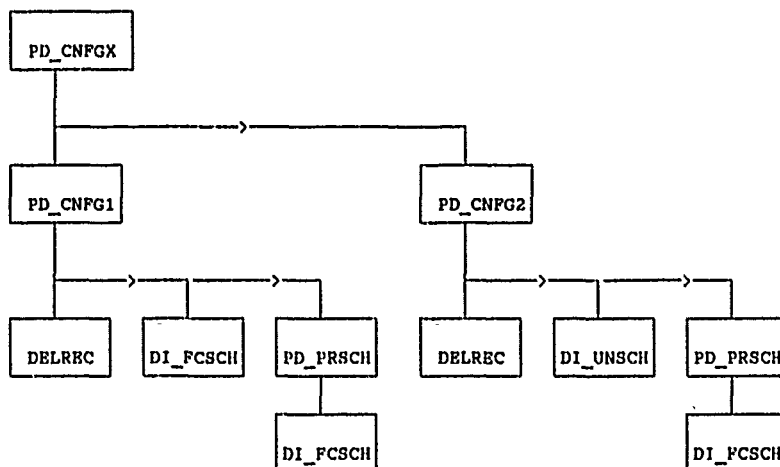 PD_CNFGX
PD_CNFG1 PD_CNFG2
DELREC DI_FCSCH PD_PRSCH DELREC DI_UNSCH PD_PRSCH
DI_FCSCH DI_FCSCH